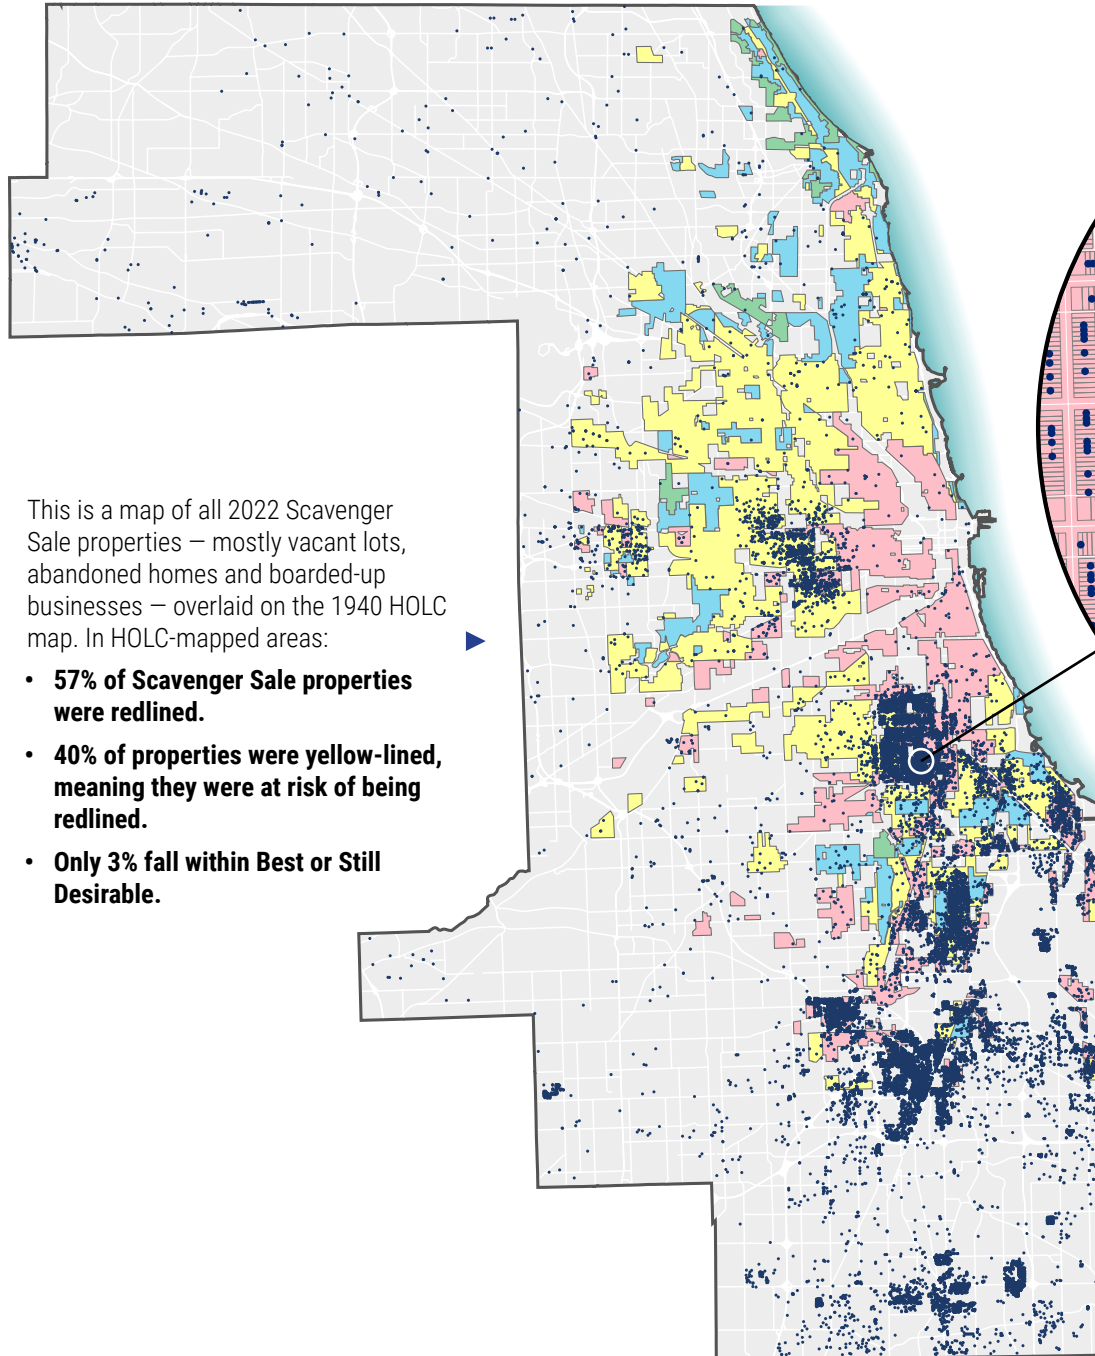 This is a map of all 2022 Scavenger
Sale properties — mostly vacant lots,
abandoned homes and boarded-up
businesses — overlaid on the 1940 HOLC
map. In HOLC-mapped areas:
• 57% of Scavenger Sale properties
were redlined.
• 40% of properties were yellow-lined,
meaning they were at risk of being
redlined.
• Only 3% fall within Best or Still
Desirable.